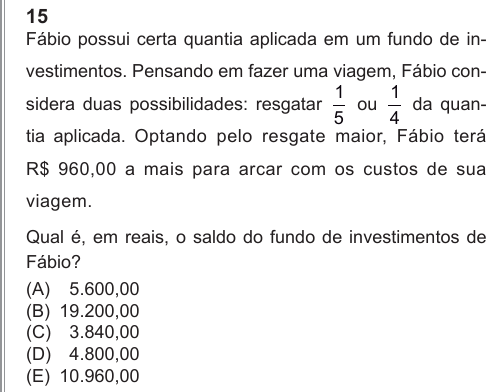 15
Fábio possui certa quantia aplicada em um fundo de in-
vestimentos. Pensando em fazer uma viagem, Fábio con-
sidera duas possibilidades: resgatar 1/5 ou 1/4 da quan-
tia aplicada. Optando pelo resgate maior, Fábio terá
R$ 960,00 a mais para arcar com os custos de sua
viagem.
Qual é, em reais, o saldo do fundo de investimentos de
Fábio?
(A) 5.600,00
(B) 19.200,00
(C) 3.840,00
(D) 4.800,00
(E) 10.960,00